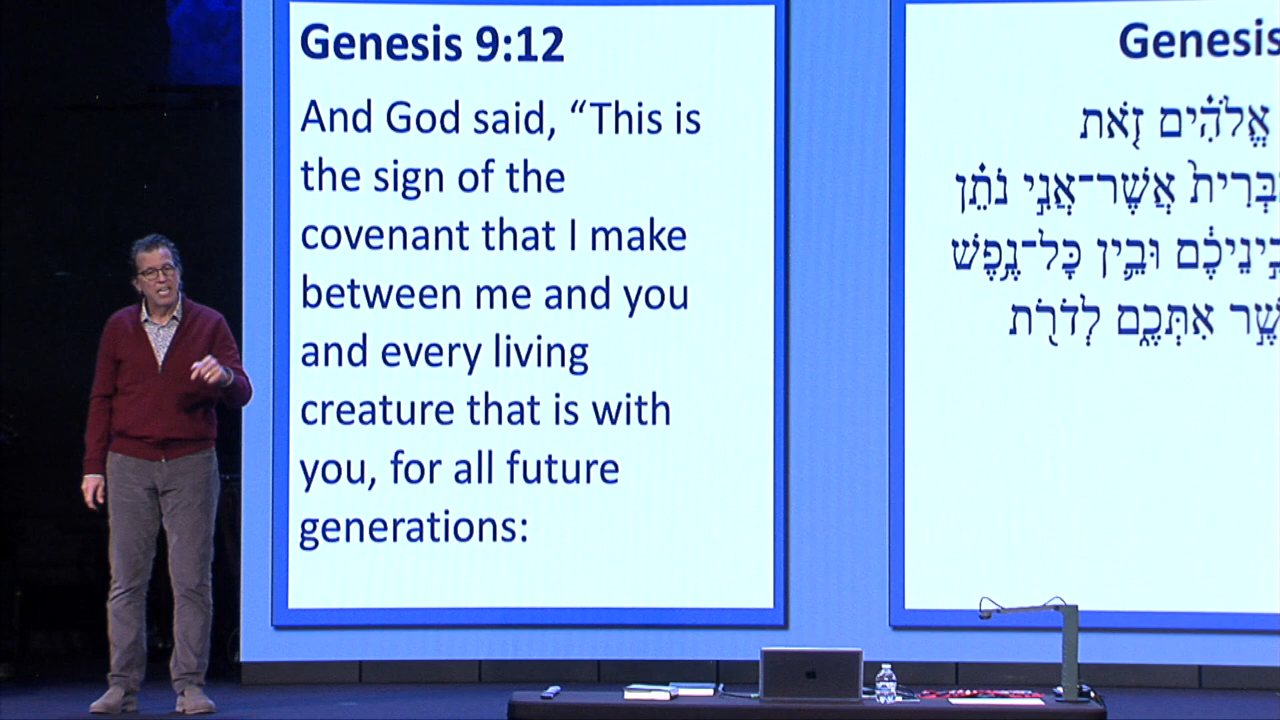 Genesis 9:12
And God said, “This is
the sign of the
covenant that I make
between me and you
and every living
creature that is with
you, for all future
generations:
Genesis
אֱלֹהִ֗ים זֹ֤את
אֲשֶׁר־אֲנִ֣י נֹתֵ֗ן
וּבֵ֛ין כׇּל־נֶ֥פֶשׁ
אִתְּכֶ֑ם לְדֹרֹ֖ת